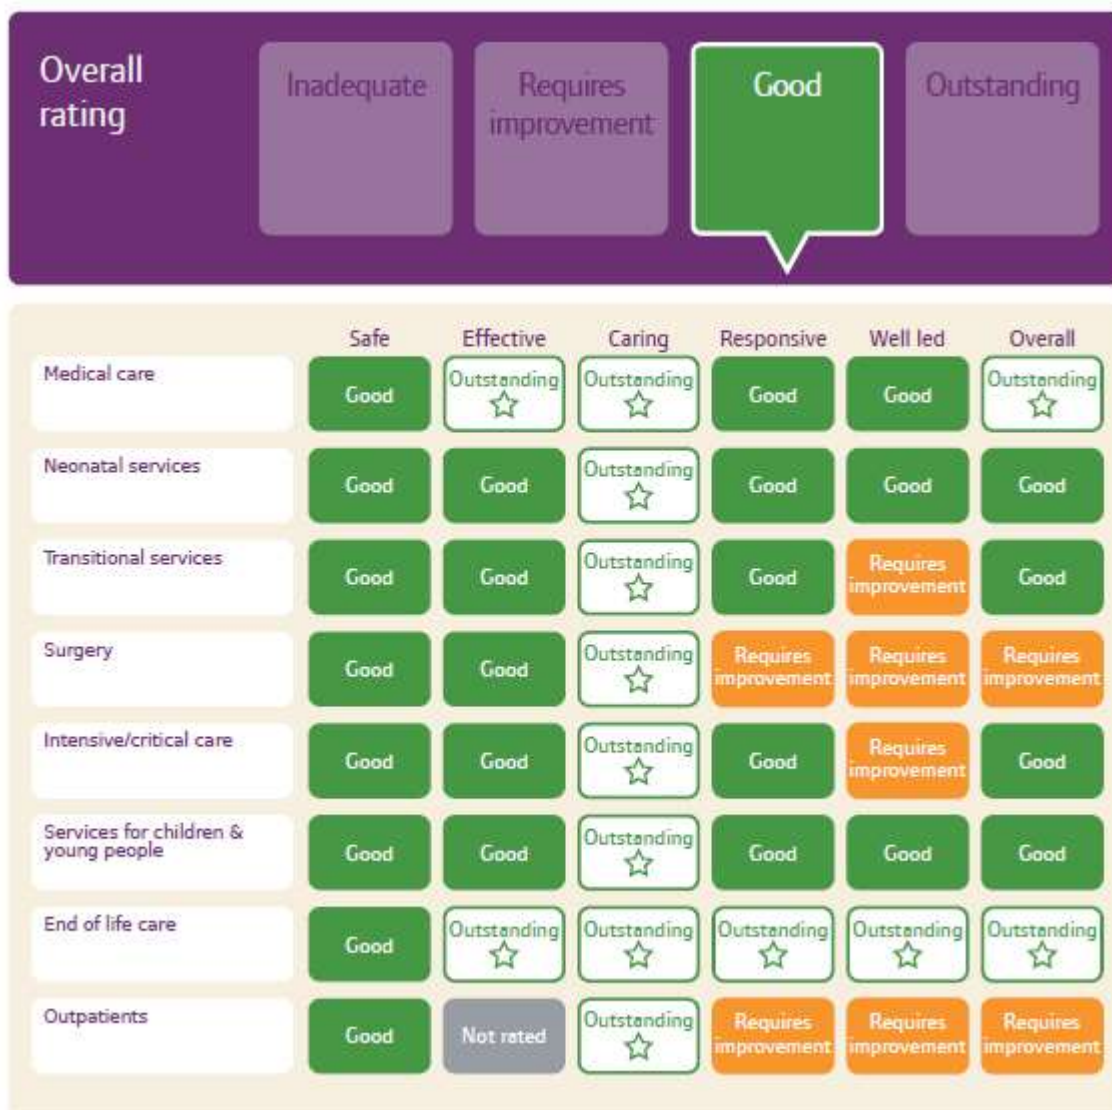 Overall
rating
Inadequate
Requires
improvement
Good
Outstanding
Safe Effective Caring Responsive Well led Overall
Medical care
Good Outstanding Outstanding Good Good Outstanding
Neonatal services
Good Good Outstanding Good Good Good
Transitional services
Good Good Outstanding Good Requires improvement Good
Surgery
Good Good Outstanding Requires improvement Requires improvement Requires improvement
Intensive/critical care
Good Good Outstanding Good Requires improvement Good
Services for children &
young people
Good Good Outstanding Good Good Good
End of life care
Good Outstanding Outstanding Outstanding Outstanding Outstanding
Outpatients
Good Not rated Outstanding Requires improvement Requires improvement Requires improvement